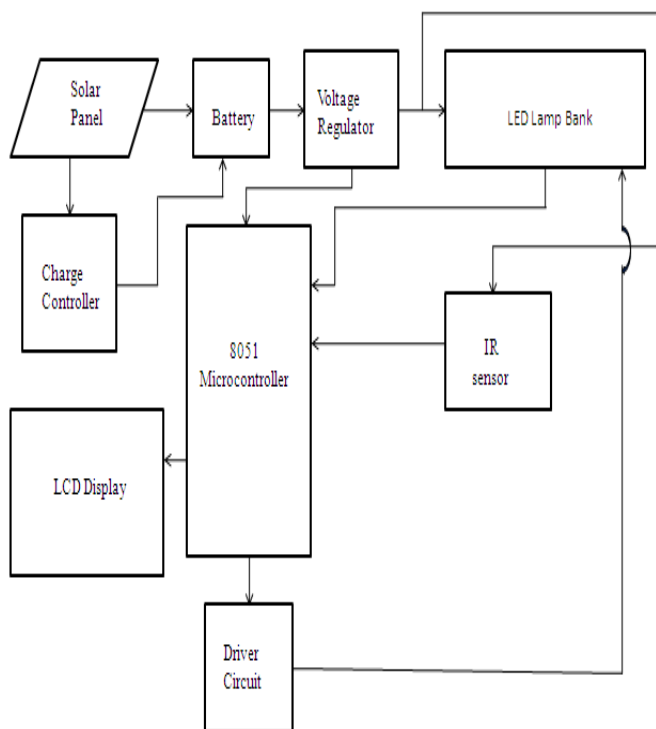 Solar
Panel
Battery
Voltage
Regulator
LED Lamp Bank
Charge
Controller
8051
Microcontroller
IR
sensor
LCD Display
Driver
Circuit